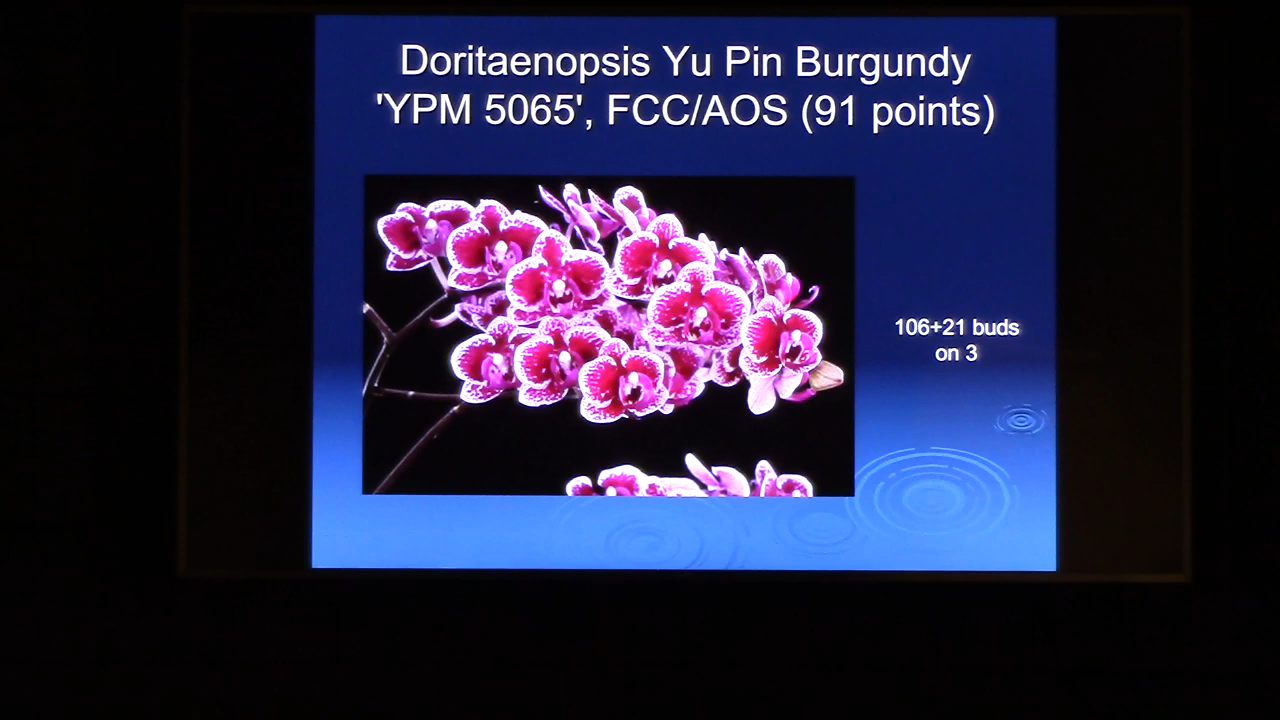 Doritaenopsis Yu Pin Burgundy
'YPM 5065', FCC/AOS (91 points)
106+21 buds
on 3